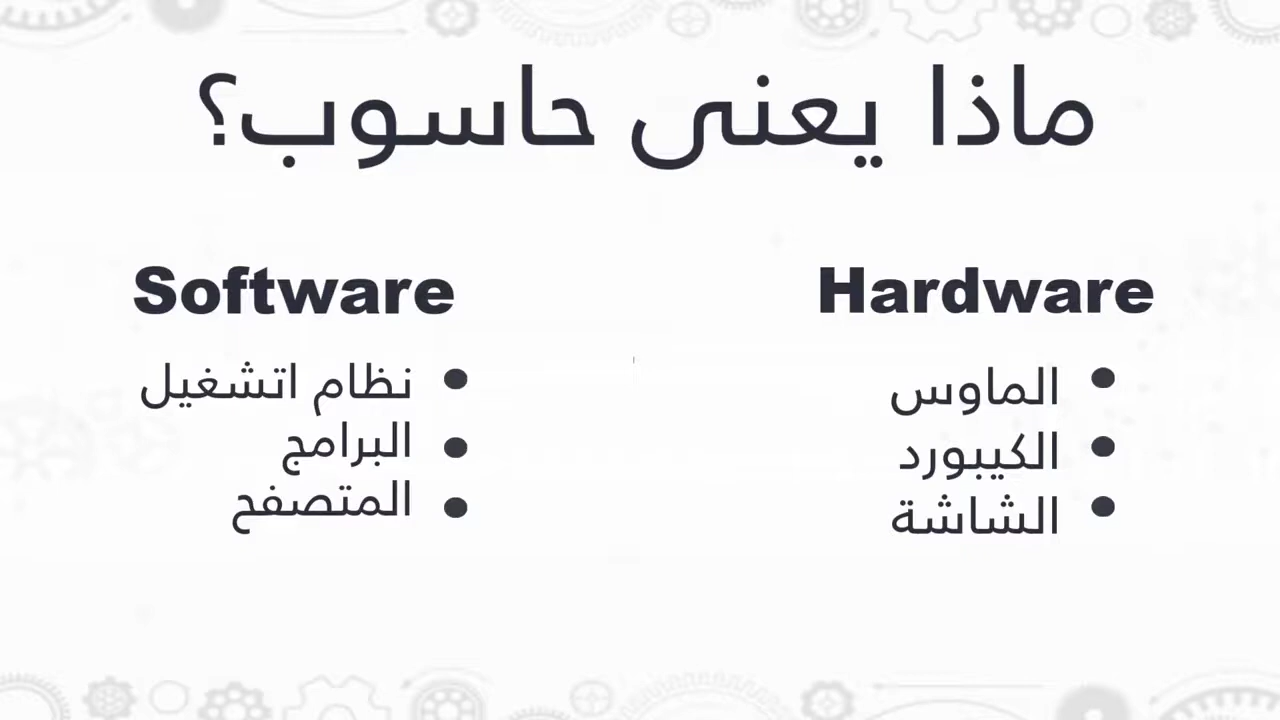 ماذا يعنى حاسوب؟
Hardware
الماوس
الكيبورد
الشاشة
Software
نظام اتشغيل
البرامج
المتصفح